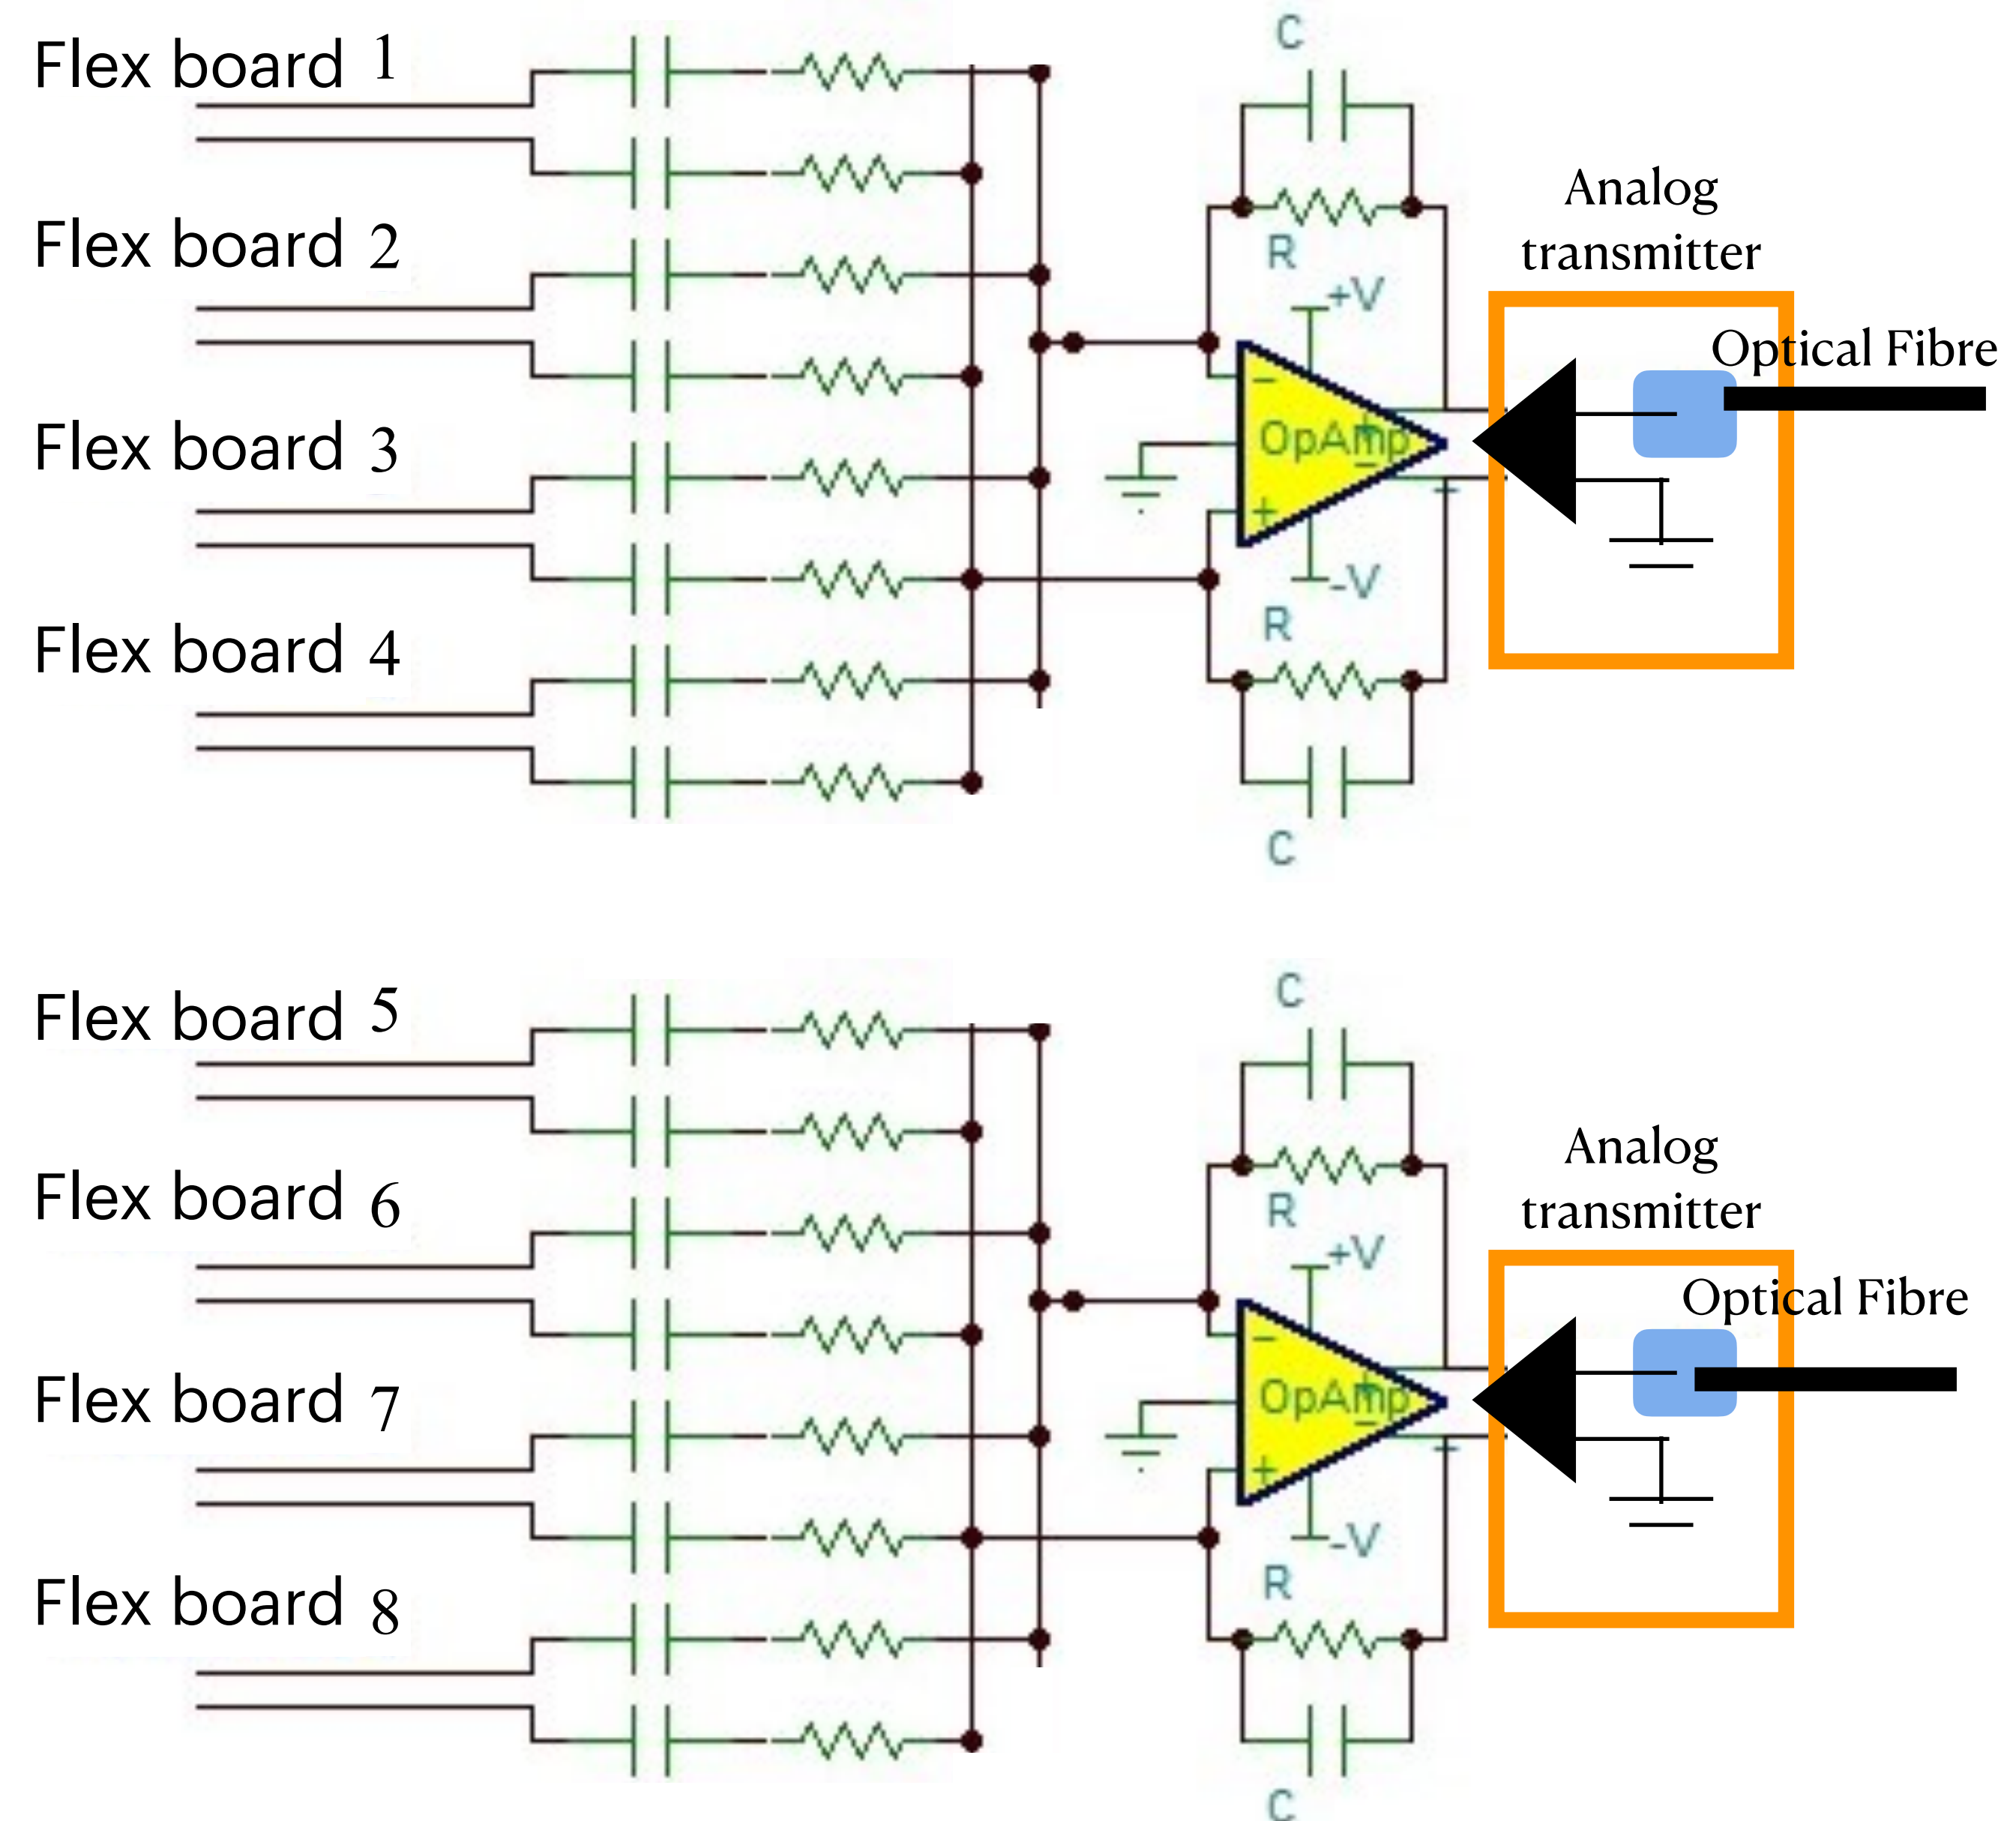 C
Flex board 1
Analog
transmitter
Flex board 2
R
+V
Optical Fibre
−
OpAmp
+
−
Flex board 3
+
-V
R
Flex board 4
C
C
Flex board 5
Analog
transmitter
Flex board 6
R
+V
Optical Fibre
−
OpAmp
+
−
Flex board 7
+
-V
R
Flex board 8
C